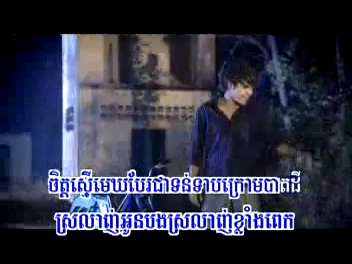 ចិត្តស្មើមេឃបែរជាទន់ទាបក្រោមបាតដី
ស្រលាញ់អូនបងស្រលាញ់ខ្លាំងពេក